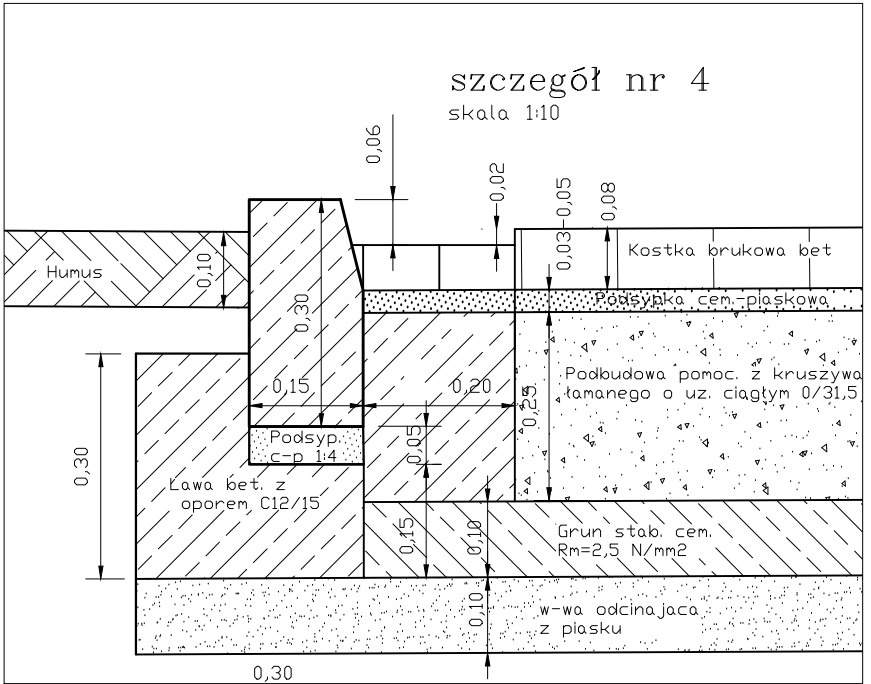 szczegół nr 4
skala 1:10
0,06
0,02
0,03-0,05
0,08
Kostka brukowa bet
Humus
0,10
Podsypka cem.-piaskowa
0,30
0,15
0,20
0,25
Podbudowa pomoc. z kruszywa
łamanego o uz. ciągłym 0/31,5
Podsyp.
c-p 1:4
0,05
0,30
Ława bet. z
oporem C12/15
0,15
0,10
Grun stab. cem.
Rm=2,5 N/mm2
0,10
w-wa odcinajaca
z piasku
0,30